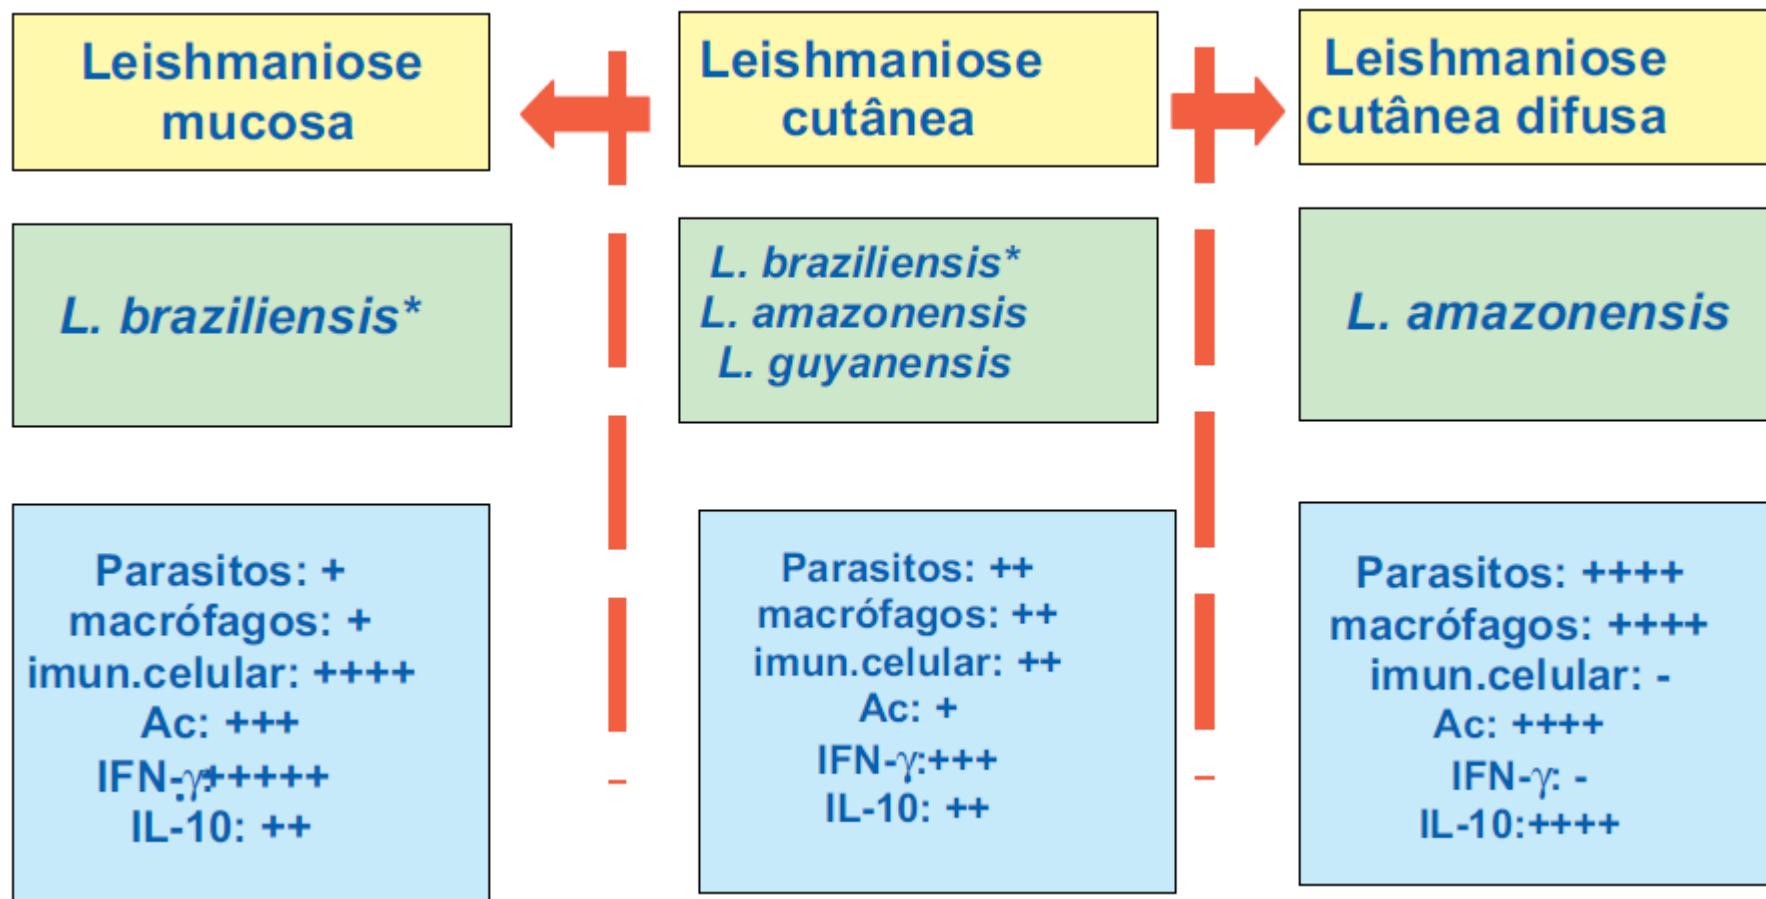 Leishmaniose
mucosa
Leishmaniose
cutânea
Leishmaniose
cutânea difusa
L. braziliensis*
L. braziliensis*
L. amazonensis
L. guyanensis
L. amazonensis
Parasitos: +
macrófagos: +
imun.celular: ++++
Ac: +++
IFN-γ:+++++
IL-10: ++
Parasitos: ++
macrófagos: ++
imun.celular: ++
Ac: +
IFN-γ:+++
IL-10: ++
Parasitos: ++++
macrófagos: ++++
imun.celular: -
Ac: ++++
IFN-γ: -
IL-10:++++